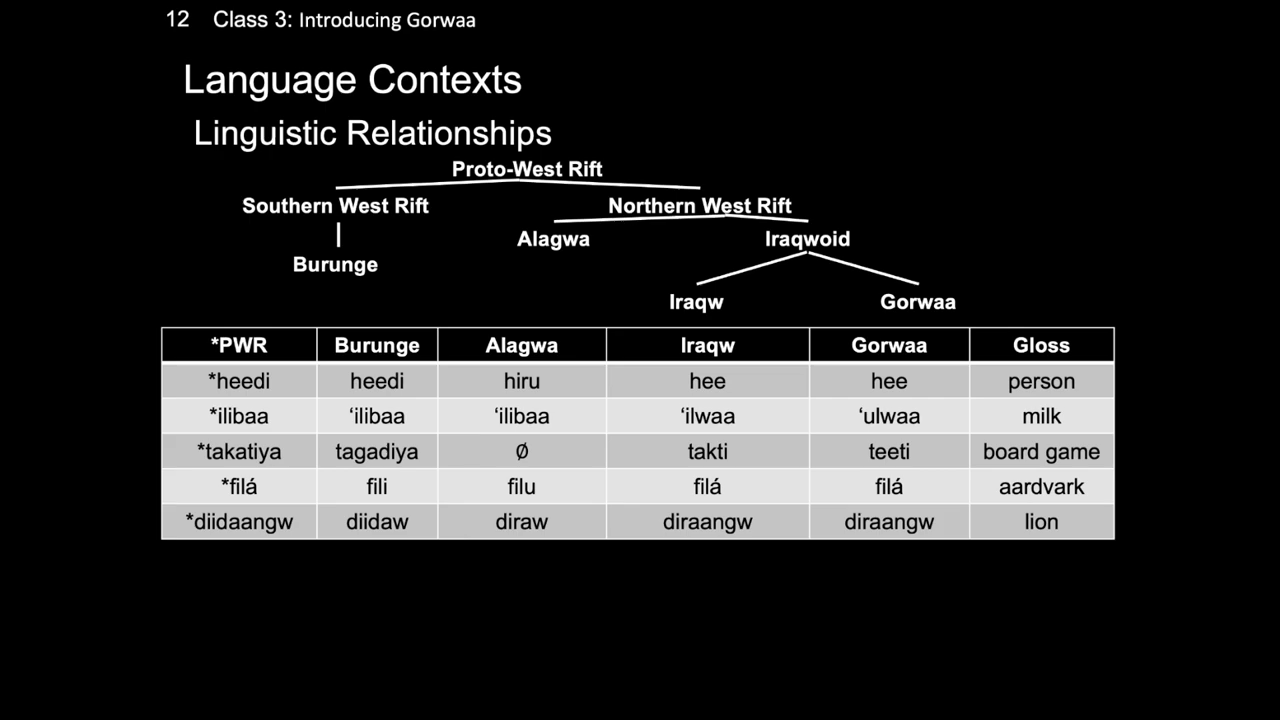 12 Class 3: Introducing Gorwaa
Language Contexts
Linguistic Relationships
Proto-West Rift
Southern West Rift Northern West Rift
Alagwa Iraqwoid
Burunge
Iraqw Gorwaa
*PWR Burunge Alagwa Iraqw Gorwaa Gloss
*heedi heedi hiru hee hee person
*ilibaa ‘ilibaa ‘ilibaa ‘ilwaa ‘ulwaa milk
*takatiya tagadiya Ø takti teeti board game
*filá fili filu filá filá aardvark
*diidaangw diidaw diraw diraangw diraangw lion